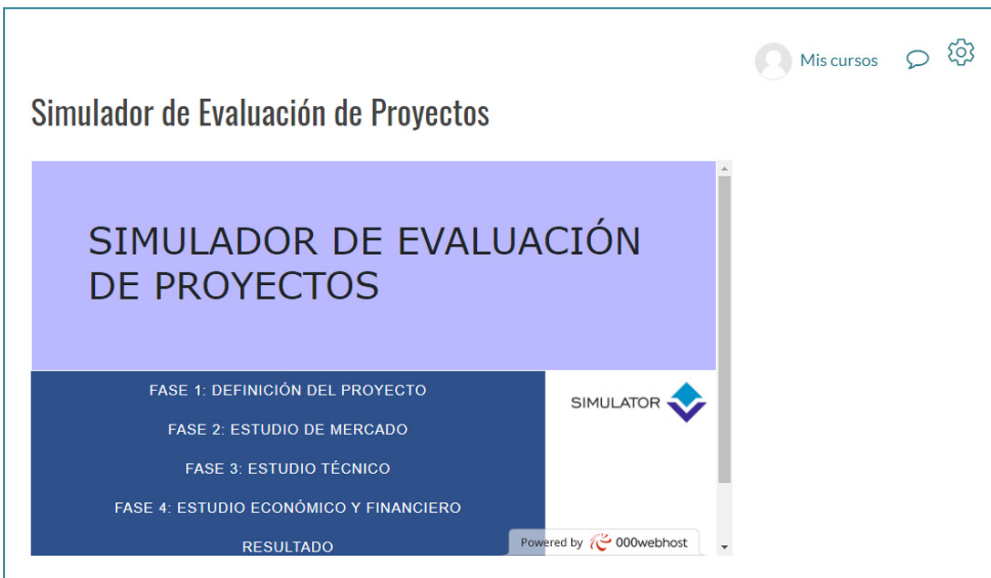 Mis cursos
Simulador de Evaluación de Proyectos
SIMULADOR DE EVALUACIÓN
DE PROYECTOS
FASE 1: DEFINICIÓN DEL PROYECTO
FASE 2: ESTUDIO DE MERCADO
FASE 3: ESTUDIO TÉCNICO
FASE 4: ESTUDIO ECONÓMICO Y FINANCIERO
RESULTADO
SIMULATOR
Powered by 000webhost